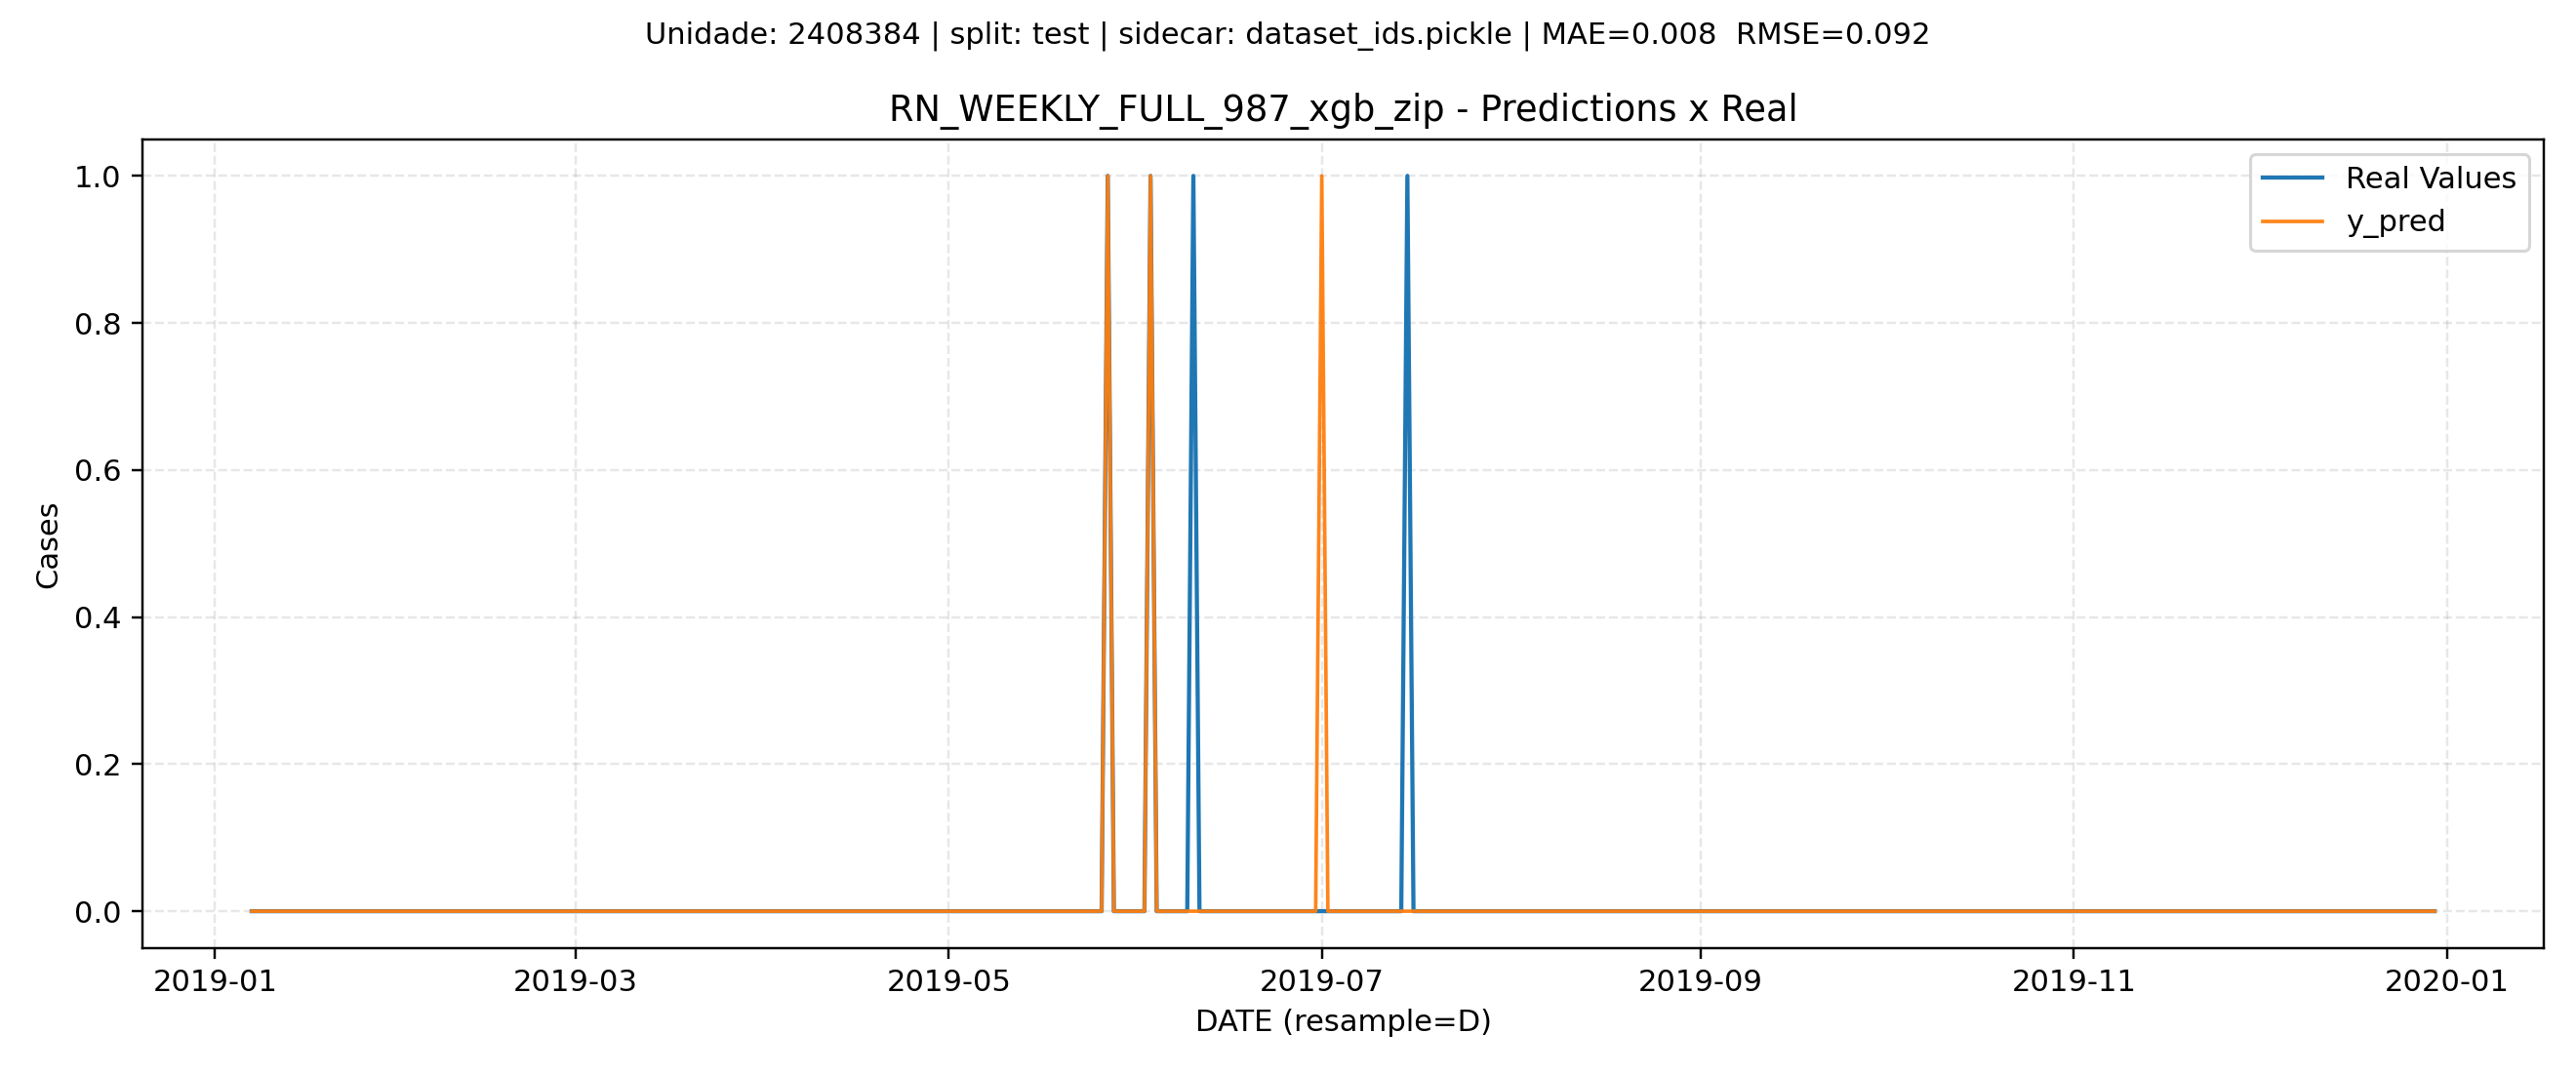 Unidade: 2408384 | split: test | sidecar: dataset_ids.pickle | MAE=0.008  RMSE=0.092
RN_WEEKLY_FULL_987_xgb_zip - Predictions x Real
Real Values
y_pred
1.0
0.8
0.6
0.4
0.2
0.0
Cases
2019-01
2019-03
2019-05
2019-07
2019-09
2019-11
2020-01
DATE (resample=D)